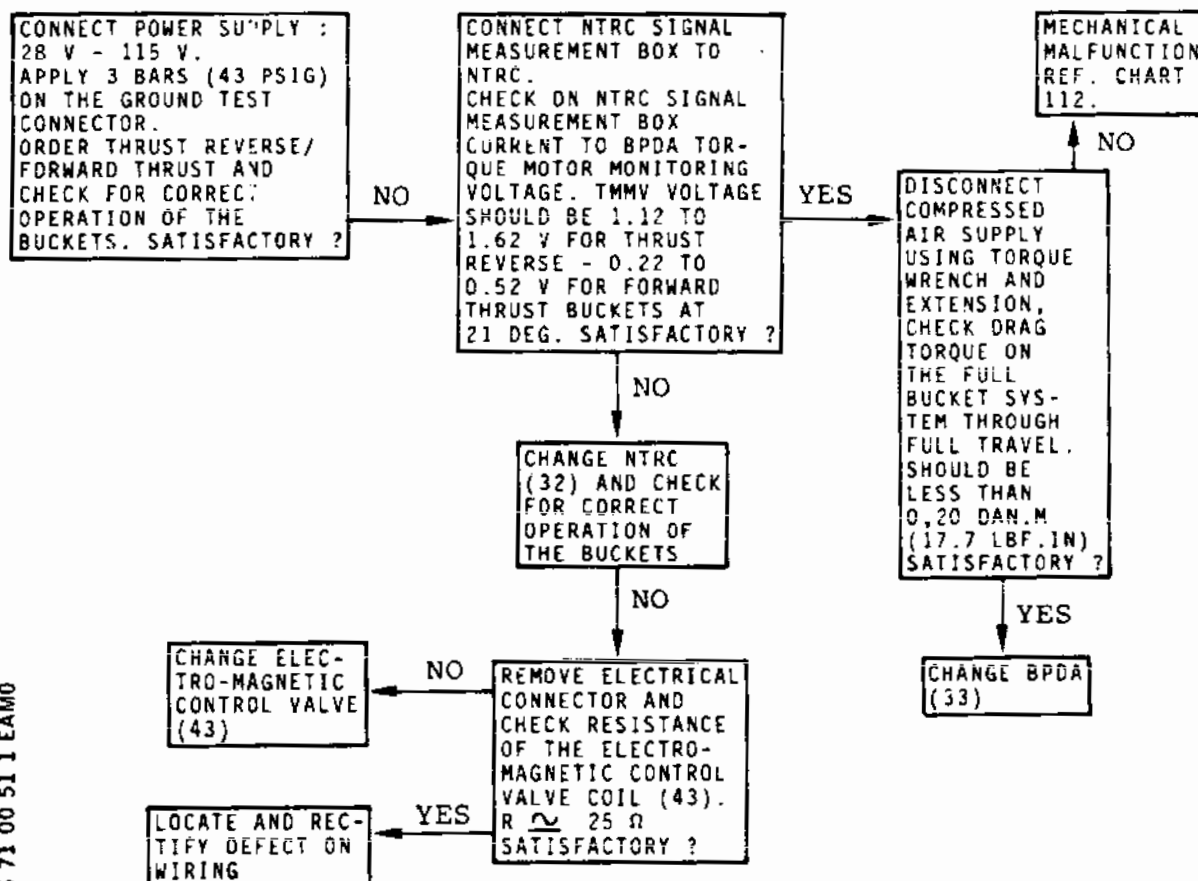 CONNECT POWER SUPPLY :
28 V - 115 V.
APPLY 3 BARS (43 PSIG)
ON THE GROUND TEST
CONNECTOR.
ORDER THRUST REVERSE/
FORWARD THRUST AND
CHECK FOR CORRECT
OPERATION OF THE
BUCKETS. SATISFACTORY ?
NO
CONNECT NTRC SIGNAL
MEASUREMENT BOX TO
NTRC.
CHECK ON NTRC SIGNAL
MEASUREMENT BOX
CURRENT TO BPDA TOR-
QUE MOTOR MONITORING
VOLTAGE. TMMV VOLTAGE
SHOULD BE 1.12 TO
1.62 V FOR THRUST
REVERSE - 0.22 TO
0.52 V FOR FORWARD
THRUST BUCKETS AT
21 DEG. SATISFACTORY ?
YES
MECHANICAL
MALFUNCTION
REF. CHART
112.
NO
DISCONNECT
COMPRESSED
AIR SUPPLY
USING TORQUE
WRENCH AND
EXTENSION,
CHECK DRAG
TORQUE ON
THE FULL
BUCKET SYS-
TEM THROUGH
FULL TRAVEL.
SHOULD BE
LESS THAN
0,20 DAN.M
(17.7 LBF.IN)
SATISFACTORY ?
YES
CHANGE BPDA
(33)
NO
CHANGE NTRC
(32) AND CHECK
FOR CORRECT
OPERATION OF
THE BUCKETS
NO
REMOVE ELECTRICAL
CONNECTOR AND
CHECK RESISTANCE
OF THE ELECTRO-
MAGNETIC CONTROL
VALVE COIL (43).
R ≃ 25 Ω
SATISFACTORY ?
NO
CHANGE ELEC-
TRO-MAGNETIC
CONTROL VALVE
(43)
YES
LOCATE AND REC-
TIFY DEFECT ON
WIRING
71 00 51 1 EAMO